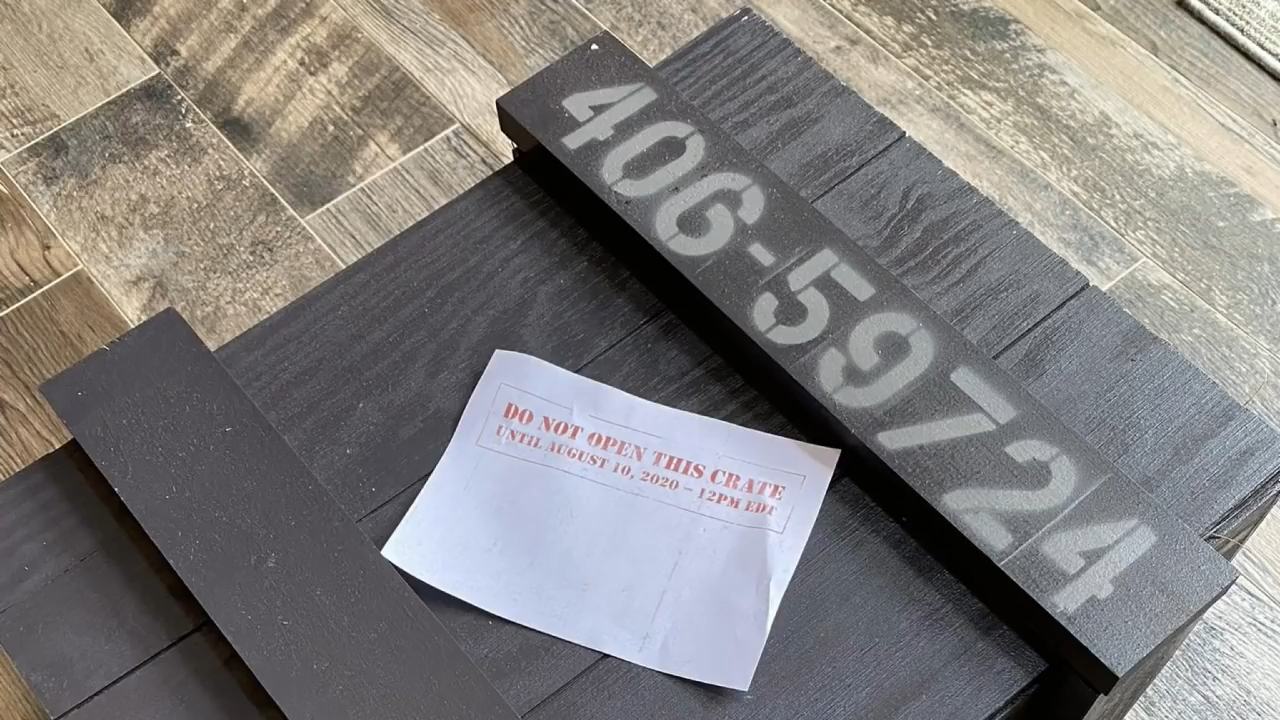 406-59724
DO NOT OPEN THIS CRATE
UNTIL AUGUST 10, 2020 – 12PM EDT